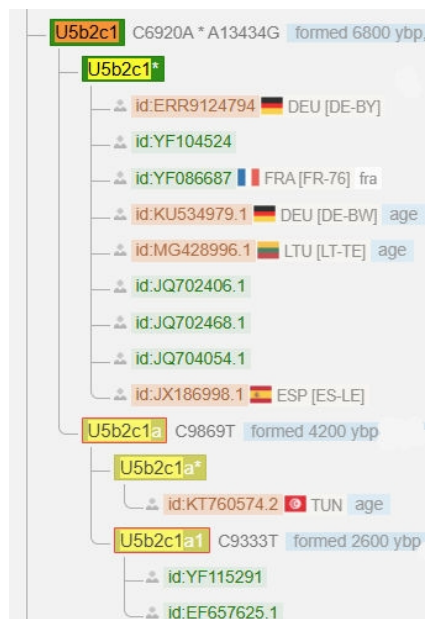 U5b2c1 C6920A * A13434G formed 6800 ybp,
U5b2c1*
id:ERR9124794 DEU [DE-BY]
id:YF104524
id:YF086687 FRA [FR-76] fra
id:KU534979.1 DEU [DE-BW] age
id:MG428996.1 LTU [LT-TE] age
id:JQ702406.1
id:JQ702468.1
id:JQ704054.1
id:JX186998.1 ESP [ES-LE]
U5b2c1a C9869T formed 4200 ybp
U5b2c1a*
id:KT760574.2 TUN age
U5b2c1a1 C9333T formed 2600 ybp
id:YF115291
id:EF657625.1